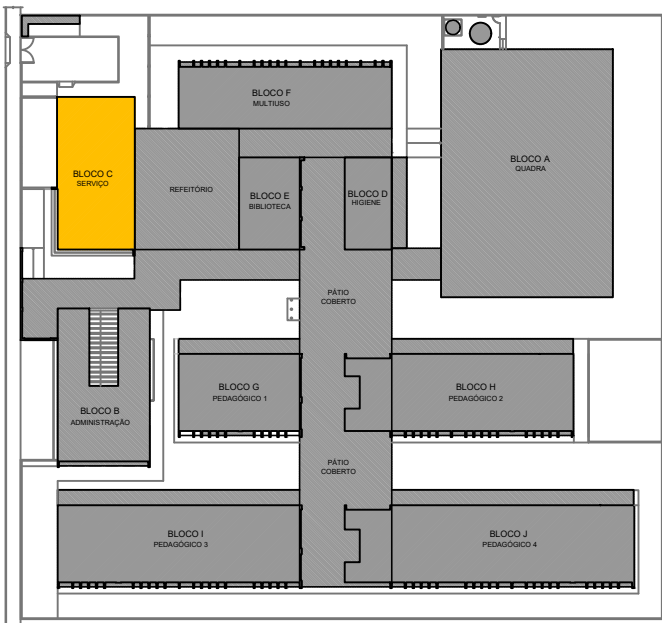 BLOCO F
MULTIUSO
BLOCO A
QUADRA
BLOCO C
SERVIÇO
REFEITÓRIO
BLOCO E
BIBLIOTECA
BLOCO D
HIGIENE
PÁTIO
COBERTO
BLOCO G
PEDAGÓGICO 1
BLOCO H
PEDAGÓGICO 2
BLOCO B
ADMINISTRAÇÃO
PÁTIO
COBERTO
BLOCO I
PEDAGÓGICO 3
BLOCO J
PEDAGÓGICO 4